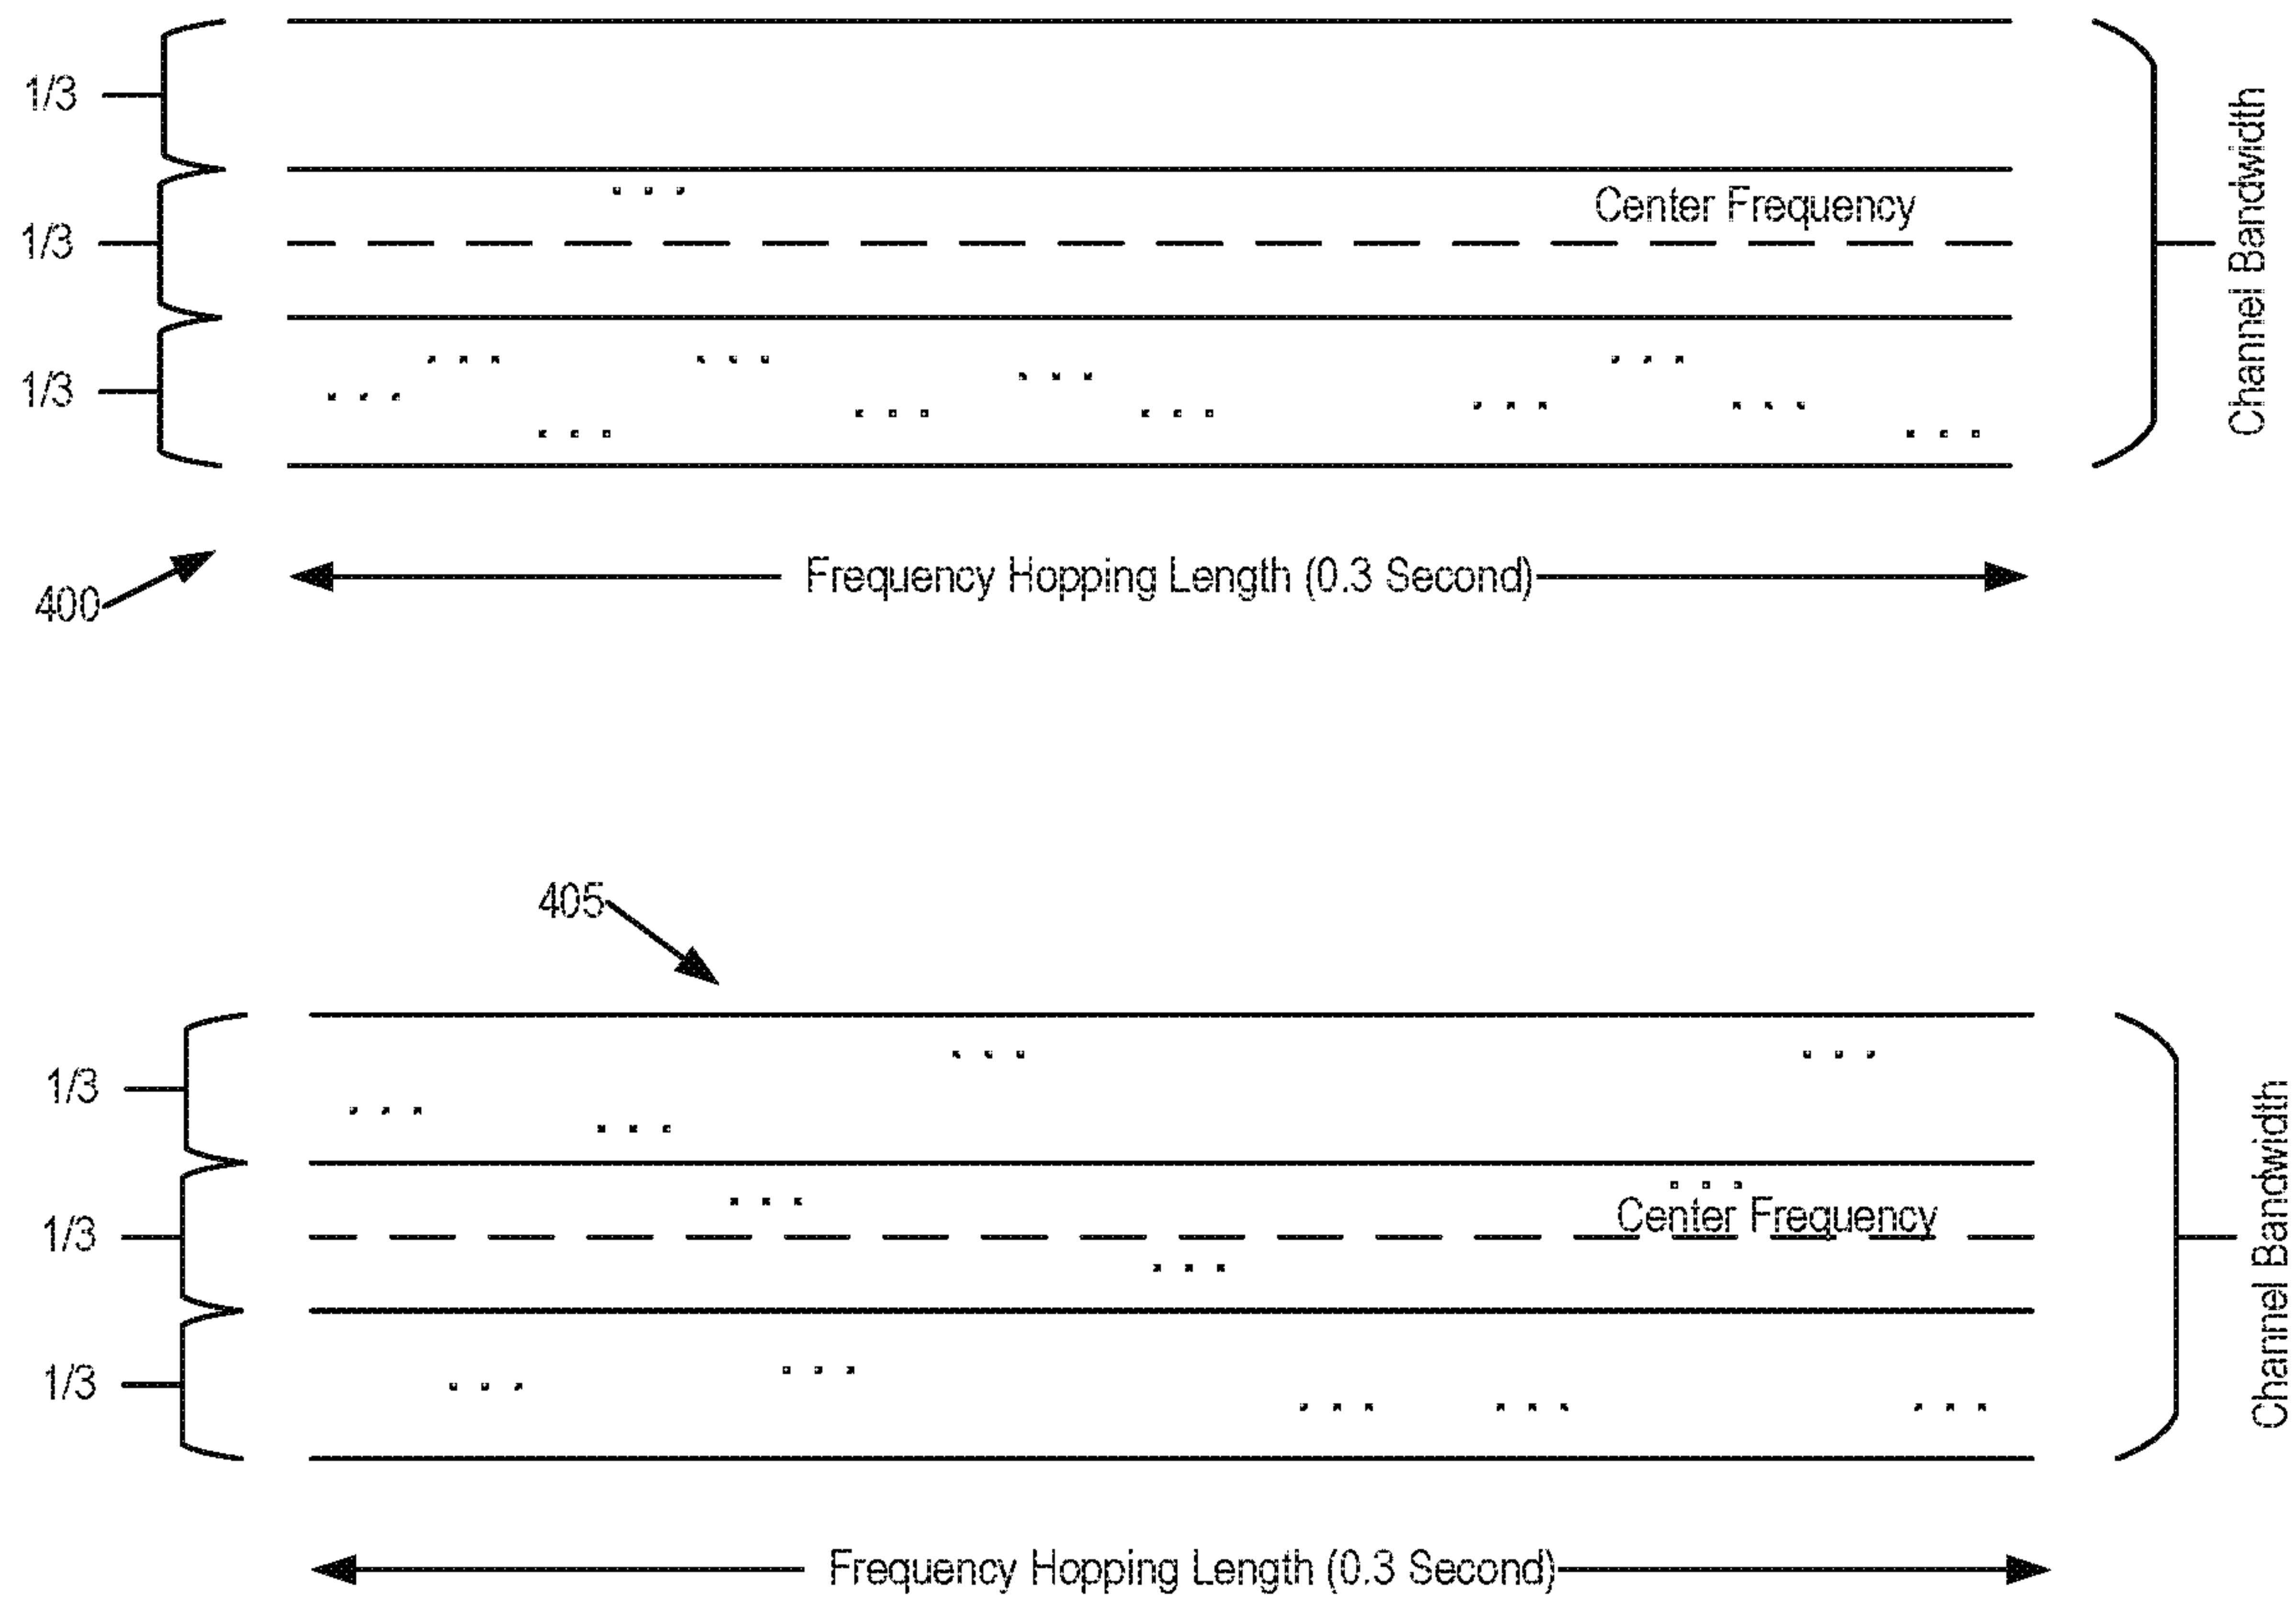 1/3
Center Frequency
1/3
1/3
Channel Bandwidth
Frequency Hopping Length (0.3 Second)
400
405
1/3
Center Frequency
1/3
1/3
Channel Bandwidth
Frequency Hopping Length (0.3 Second)